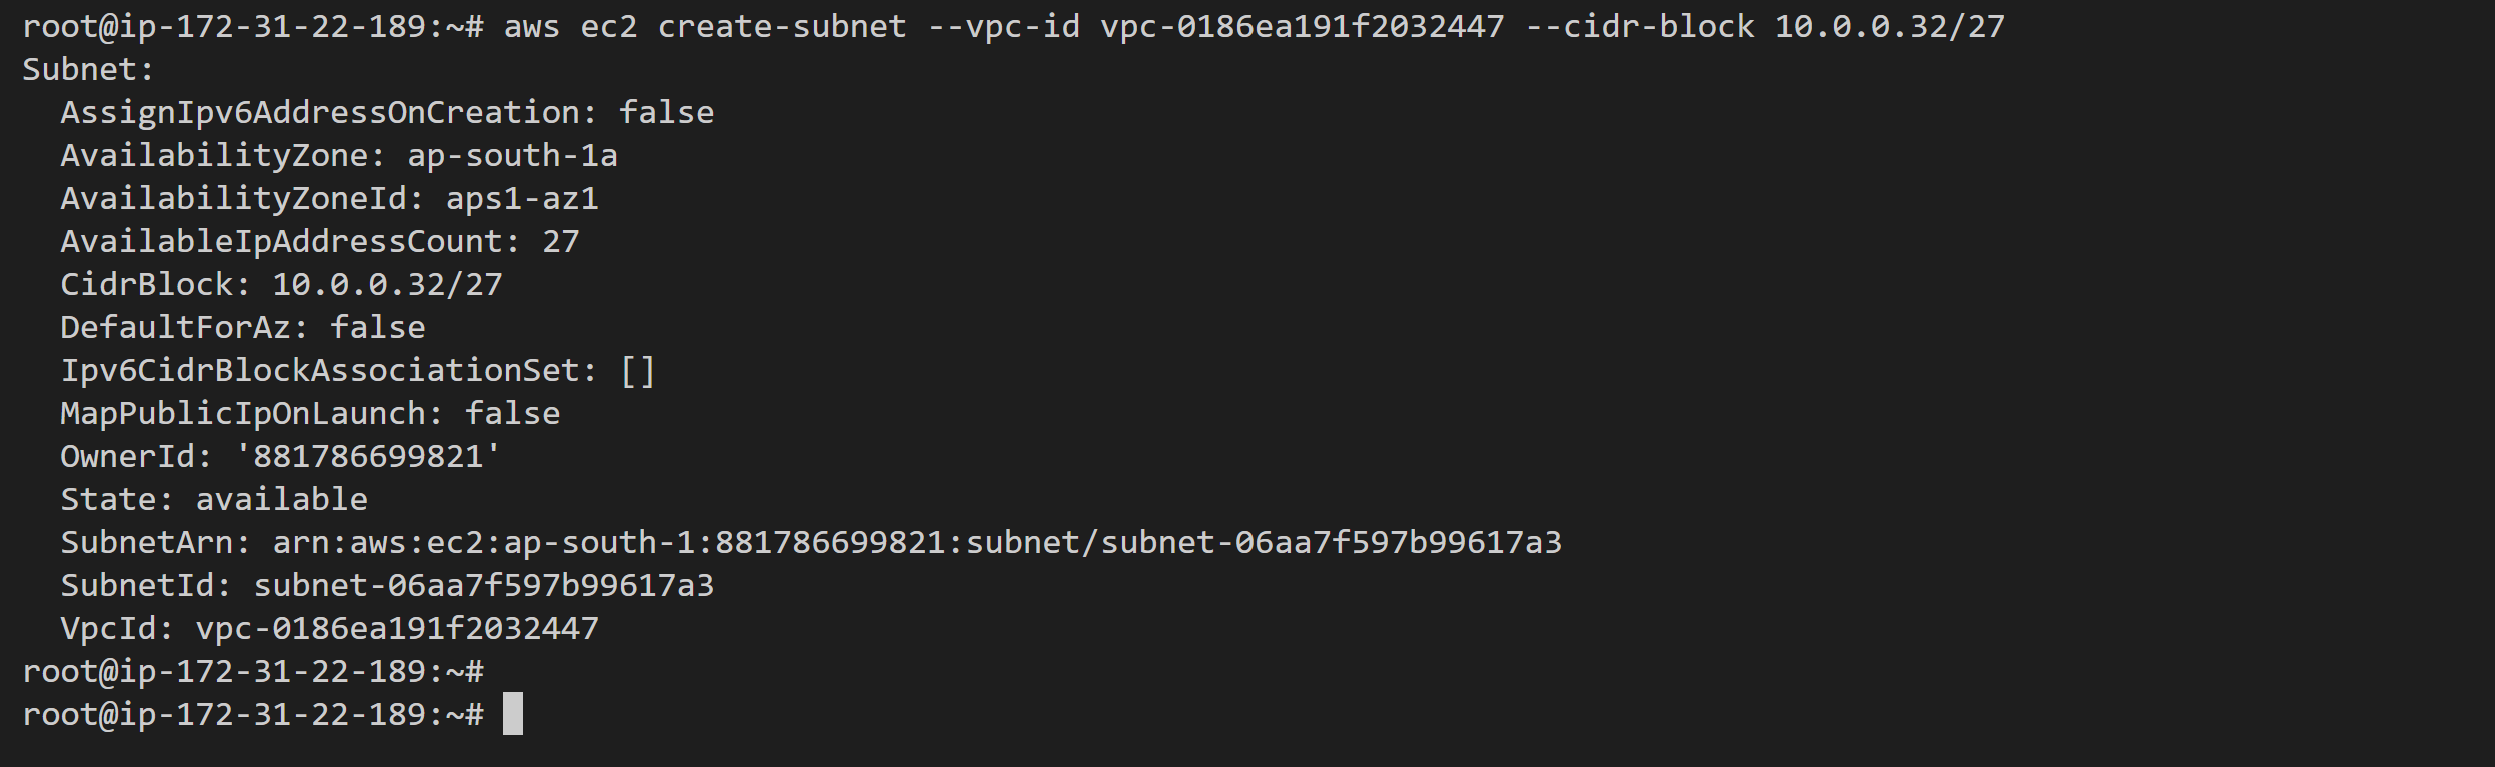 root@ip-172-31-22-189:~# aws ec2 create-subnet --vpc-id vpc-0186ea191f2032447 --cidr-block 10.0.0.32/27
Subnet:
  AssignIpv6AddressOnCreation: false
  AvailabilityZone: ap-south-1a
  AvailabilityZoneId: aps1-az1
  AvailableIpAddressCount: 27
  CidrBlock: 10.0.0.32/27
  DefaultForAz: false
  Ipv6CidrBlockAssociationSet: []
  MapPublicIpOnLaunch: false
  OwnerId: '881786699821'
  State: available
  SubnetArn: arn:aws:ec2:ap-south-1:881786699821:subnet/subnet-06aa7f597b99617a3
  SubnetId: subnet-06aa7f597b99617a3
  VpcId: vpc-0186ea191f2032447
root@ip-172-31-22-189:~#
root@ip-172-31-22-189:~#